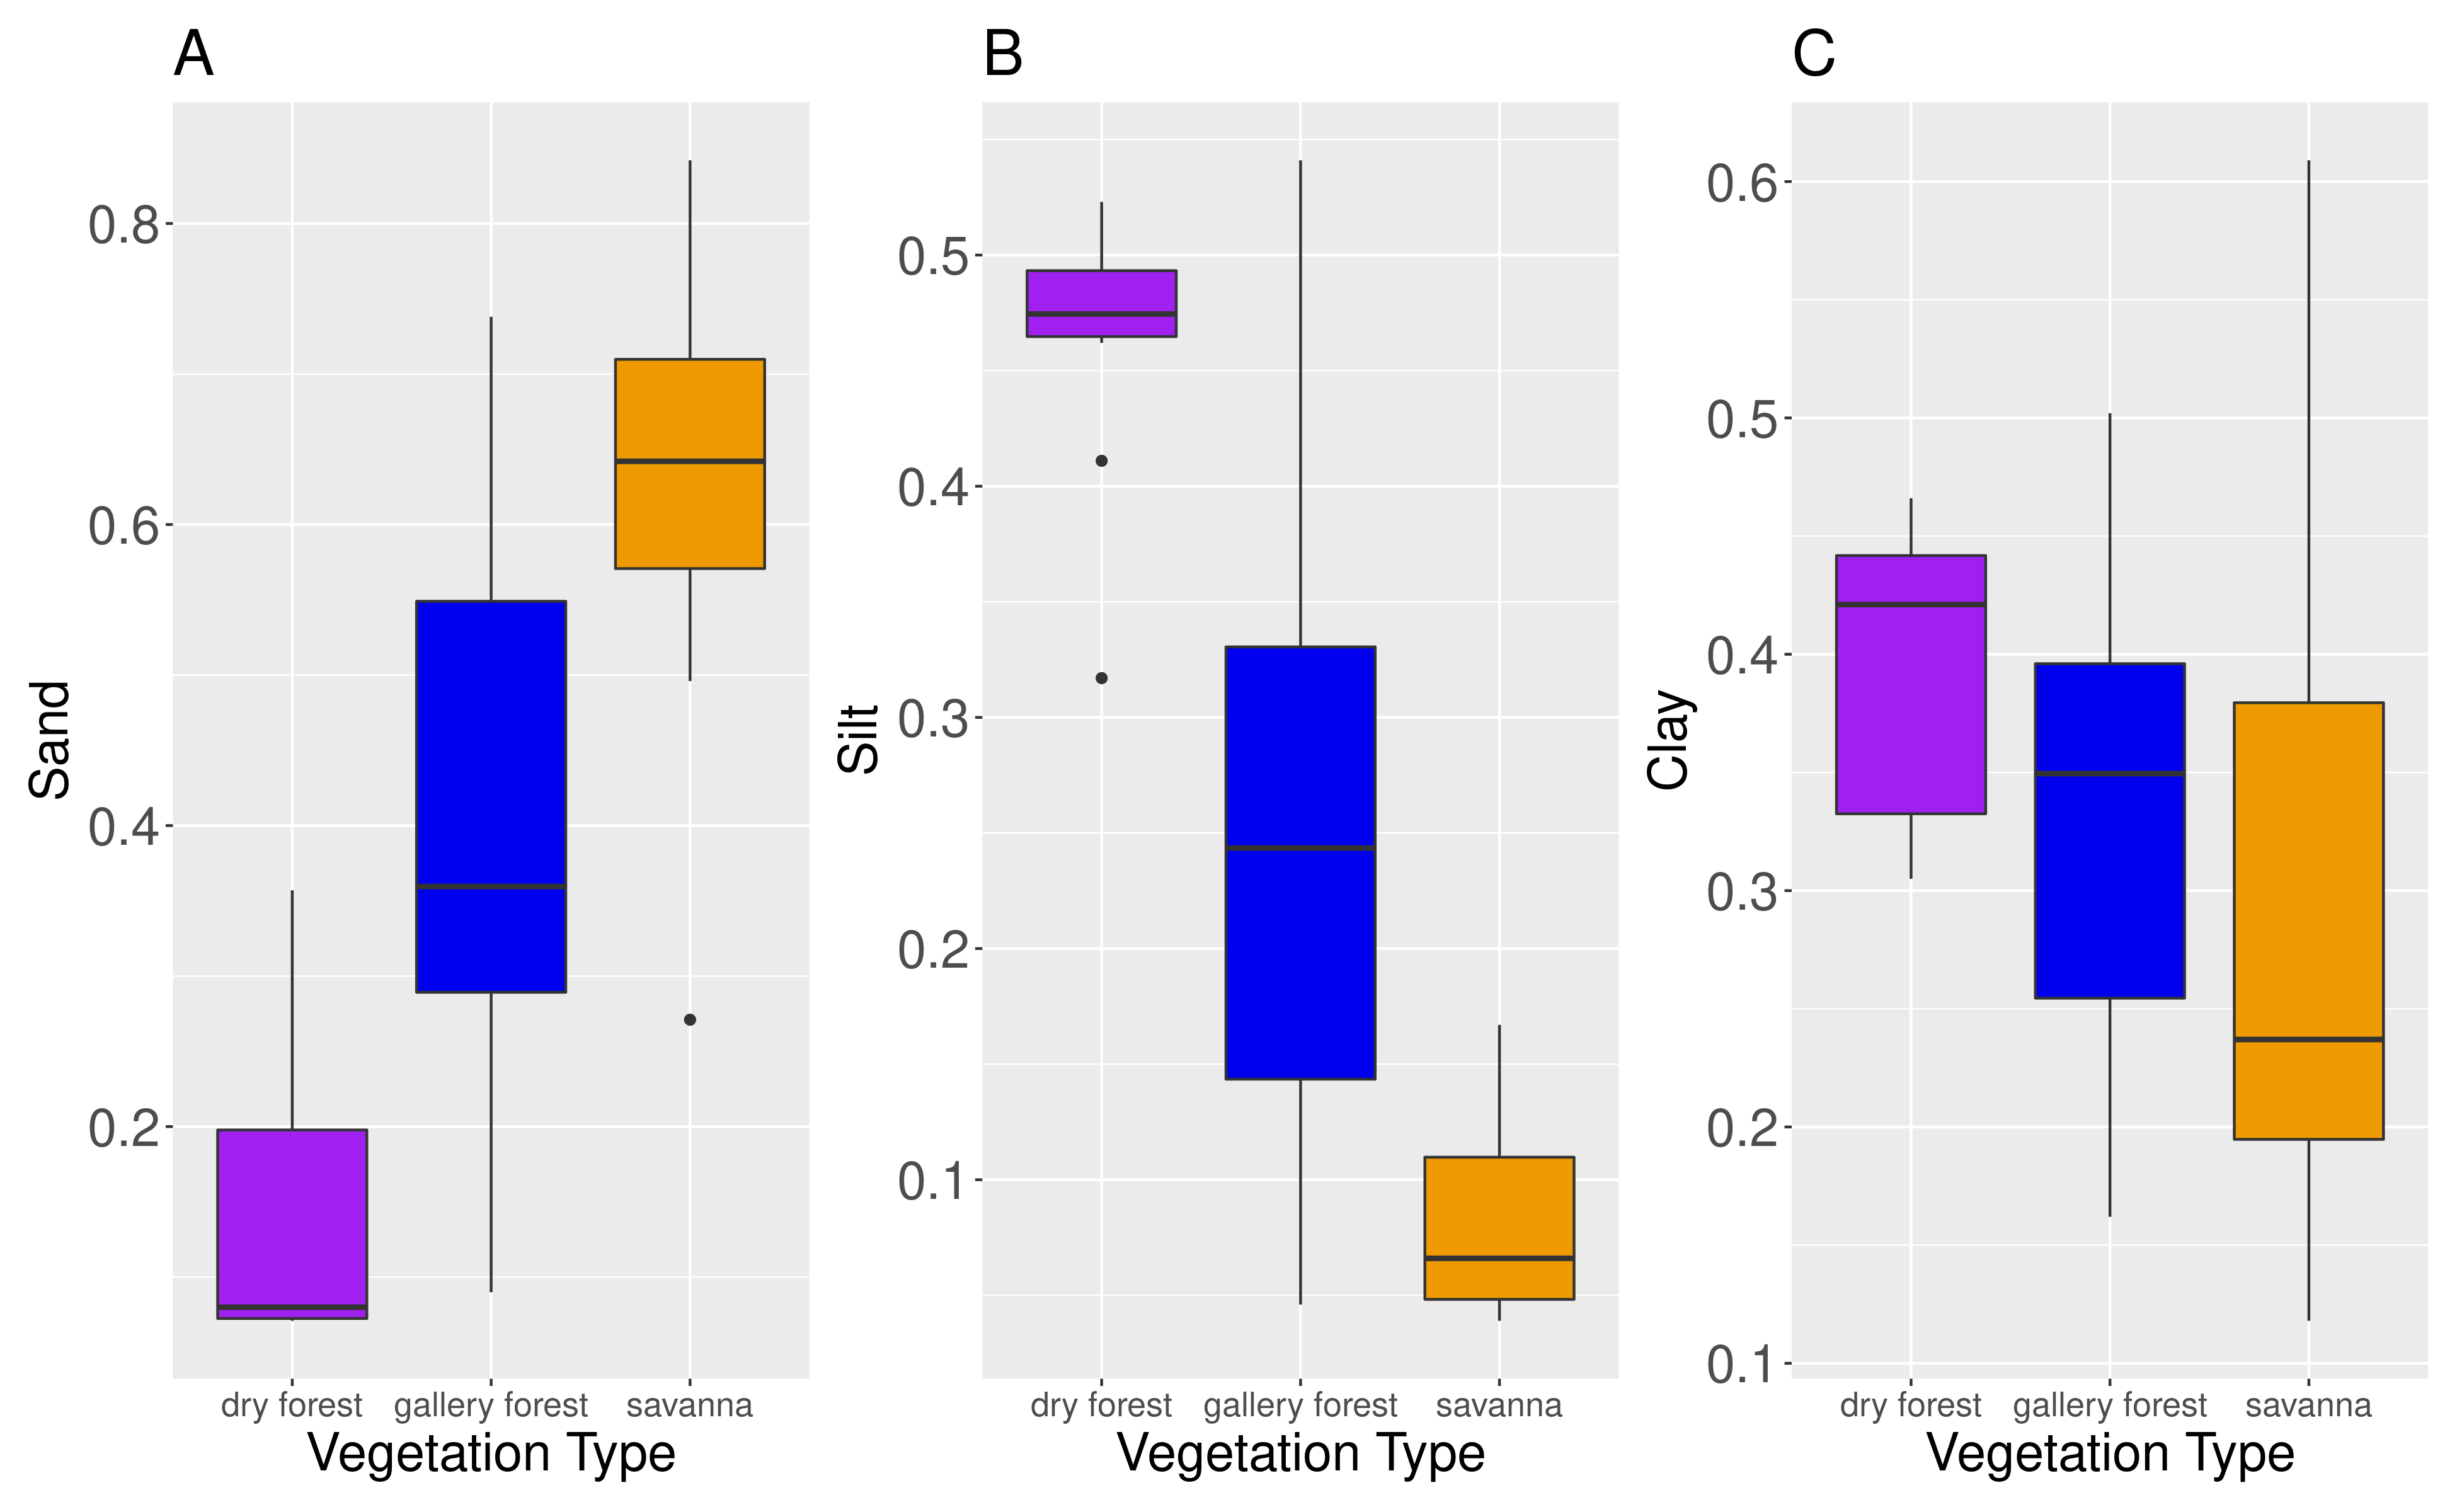 A
Sand
0.8
0.6
0.4
0.2
dry forest gallery forest savanna
Vegetation Type
B
Silt
0.5
0.4
0.3
0.2
0.1
dry forest gallery forest savanna
Vegetation Type
C
Clay
0.6
0.5
0.4
0.3
0.2
0.1
dry forest gallery forest savanna
Vegetation Type